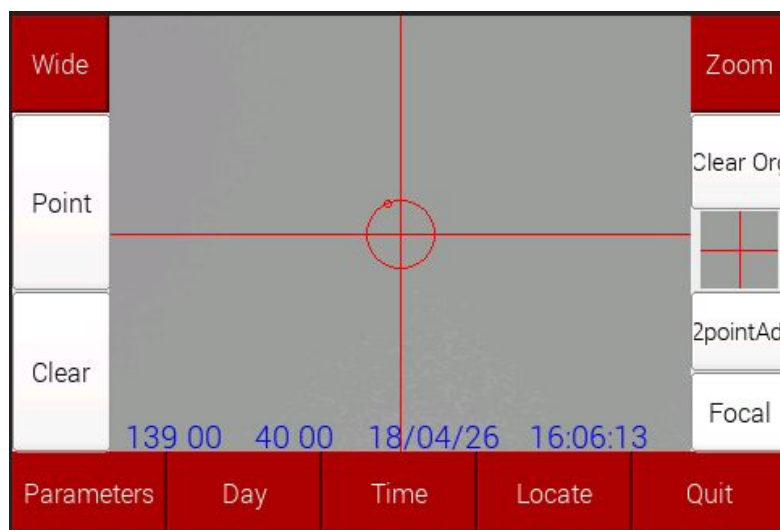 Wide
Zoom
Point
Clear Org
Clear
2pointAd
Focal
139 00 40 00 18/04/26 16:06:13
Parameters Day Time Locate Quit